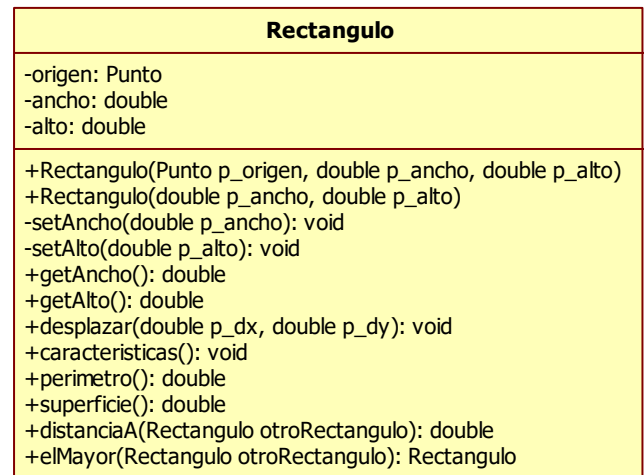 Rectangulo
-origen: Punto
-ancho: double
-alto: double
+Rectangulo(Punto p_origen, double p_ancho, double p_alto)
+Rectangulo(double p_ancho, double p_alto)
-setAncho(double p_ancho): void
-setAlto(double p_alto): void
+getAncho(): double
+getAlto(): double
+desplazar(double p_dx, double p_dy): void
+caracteristicas(): void
+perimetro(): double
+superficie(): double
+distanciaA(Rectangulo otroRectangulo): double
+elMayor(Rectangulo otroRectangulo): Rectangulo